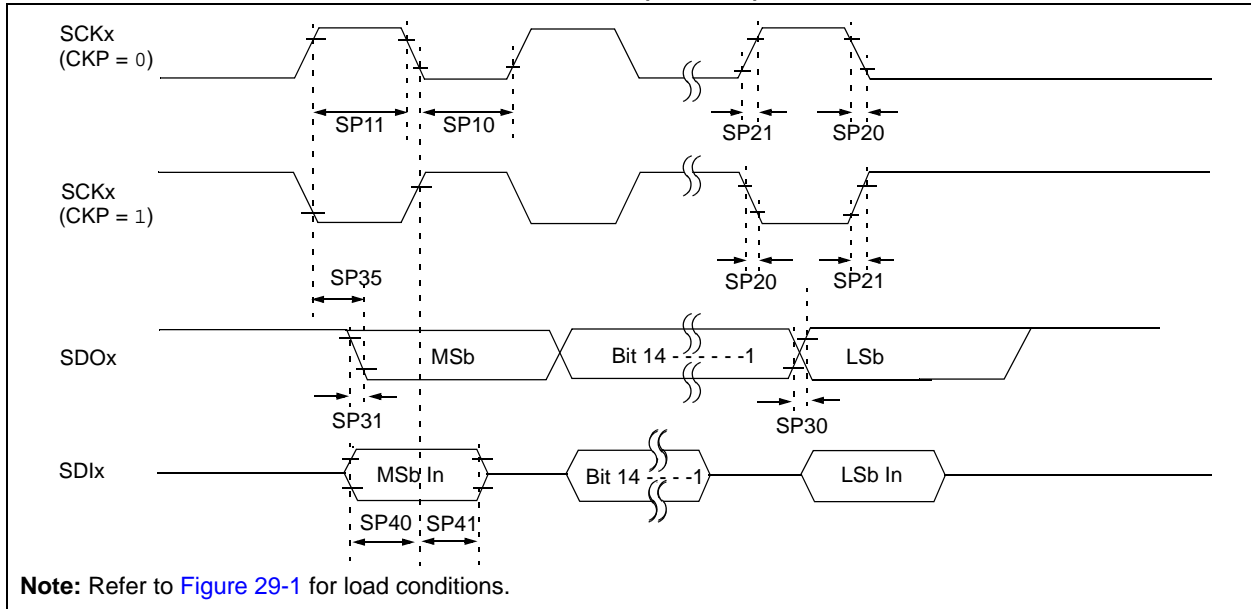 SCKx
(CKP = 0)
SP11
SP10
SP21
SP20
SCKx
(CKP = 1)
SP35
SP20
SP21
SDOx
MSb
Bit 14 - - - - - -1
LSb
SP31
SP30
SDIx
MSb In
Bit 14 - - - -1
LSb In
SP40
SP41
Note: Refer to Figure 29-1 for load conditions.